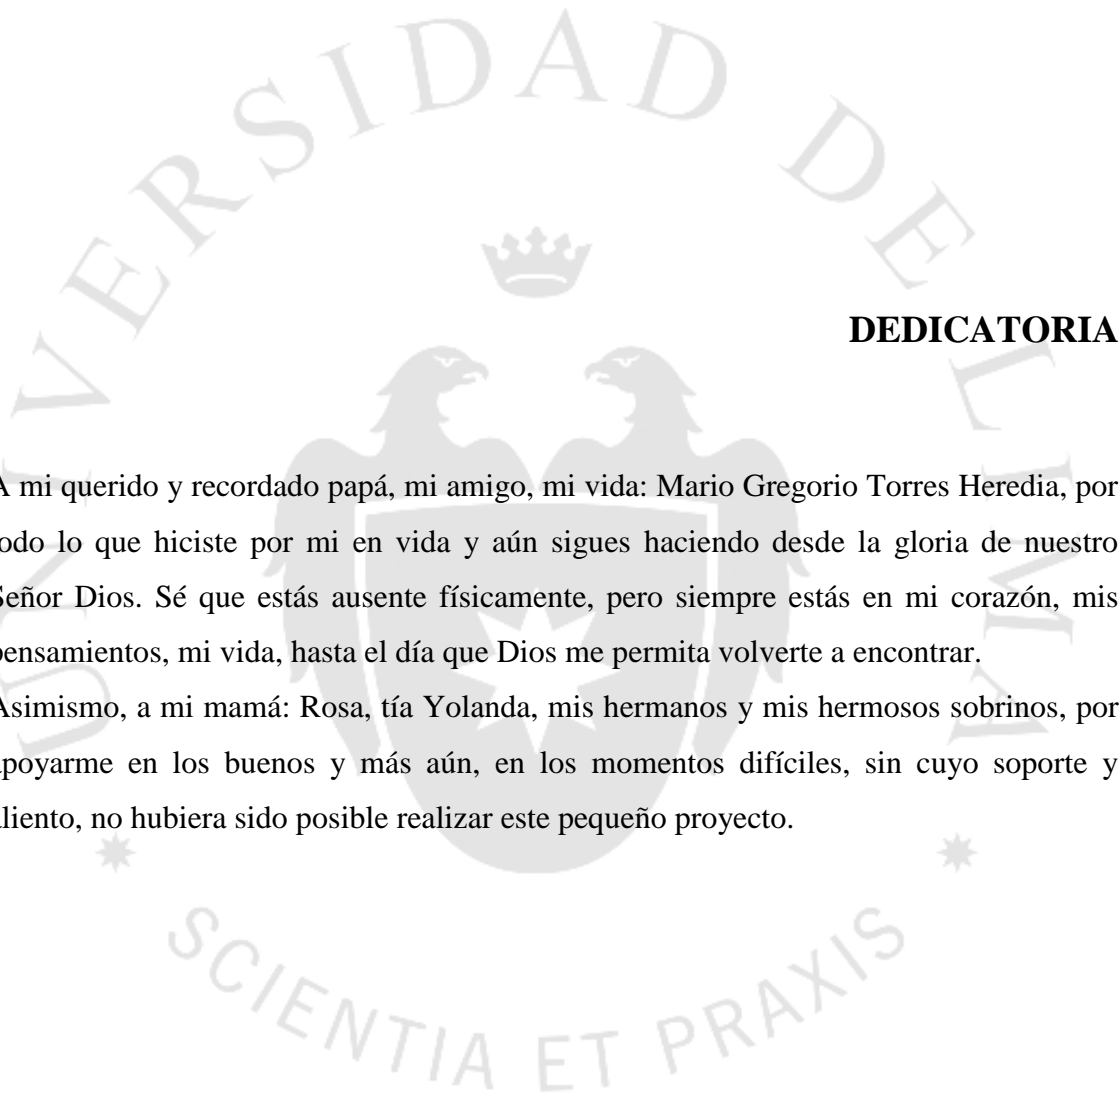 UNIVERSIDAD DE LIMA
DEDICATORIA
A mi querido y recordado papá, mi amigo, mi vida: Mario Gregorio Torres Heredia, por
todo lo que hiciste por mi en vida y aún sigues haciendo desde la gloria de nuestro
Señor Dios. Sé que estás ausente físicamente, pero siempre estás en mi corazón, mis
pensamientos, mi vida, hasta el día que Dios me permita volverte a encontrar.
Asimismo, a mi mamá: Rosa, tía Yolanda, mis hermanos y mis hermosos sobrinos, por
apoyarme en los buenos y más aún, en los momentos difíciles, sin cuyo soporte y
aliento, no hubiera sido posible realizar este pequeño proyecto.
SCIENTIA ET PRAXIS